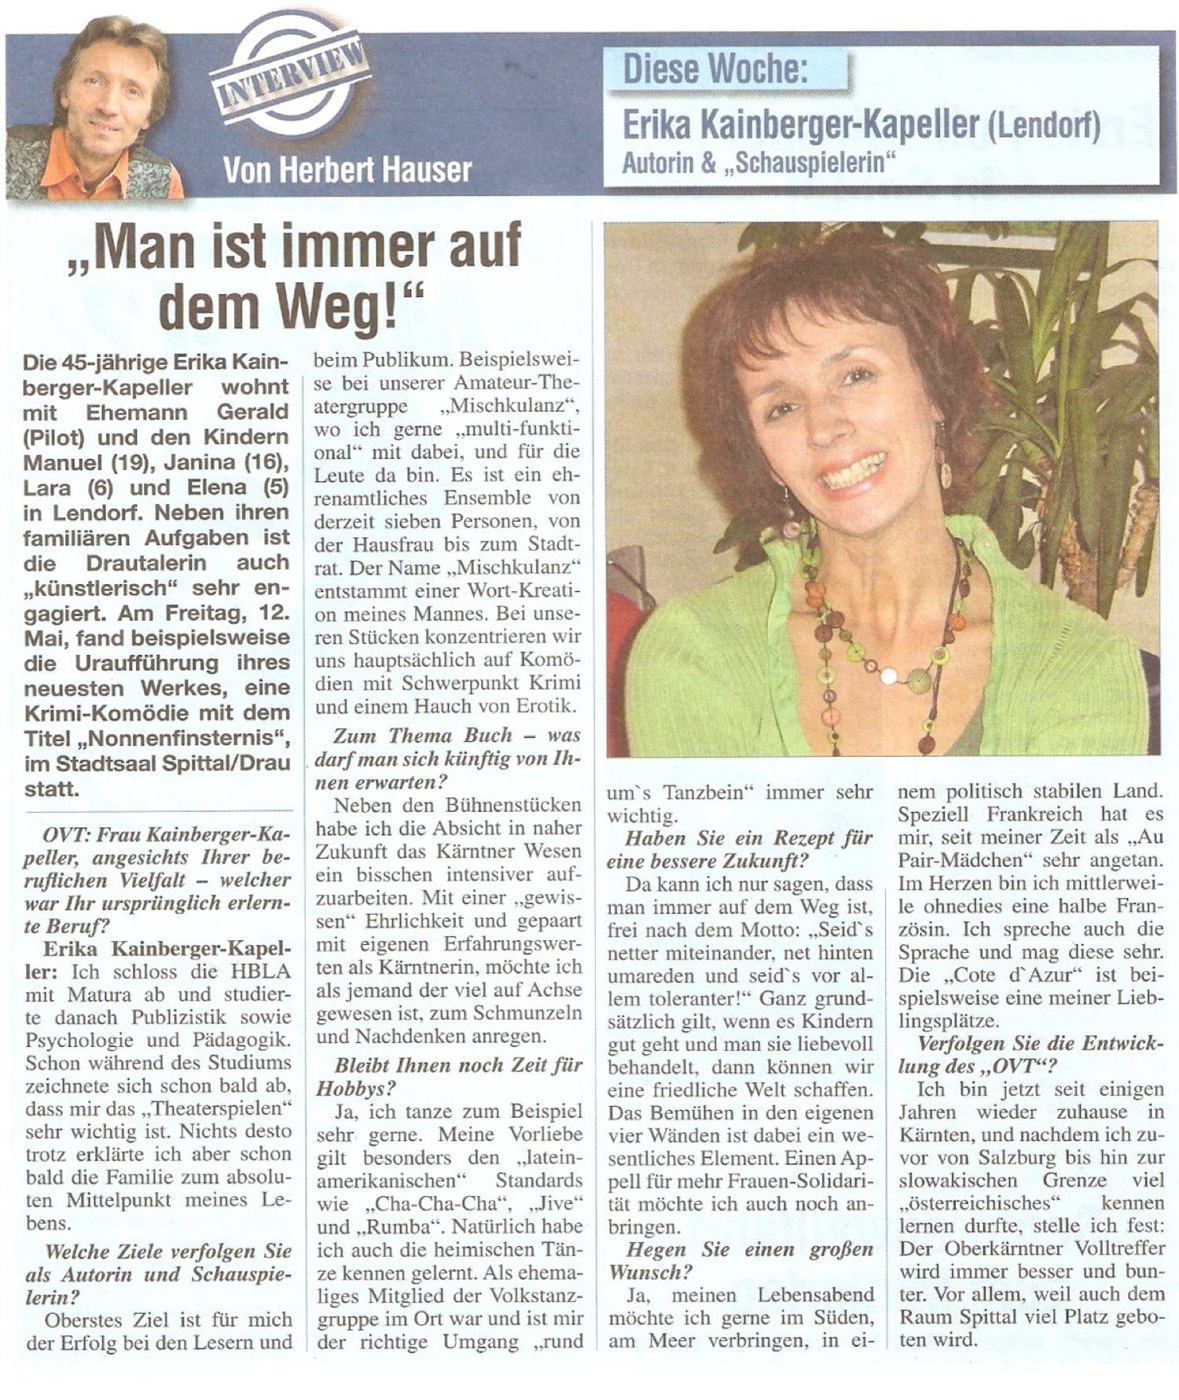 INTERVIEW
Von Herbert Hauser
Diese Woche:
Erika Kainberger-Kapeller (Lendorf)
Autorin & „Schauspielerin“
„Man ist immer auf
dem Weg!“
Die 45-jährige Erika Kain-
berger-Kapeller wohnt
mit Ehemann Gerald
(Pilot) und den Kindern
Manuel (19), Janina (16),
Lara (6) und Elena (5)
in Lendorf. Neben ihren
familiären Aufgaben ist
die Drautalerin auch
„künstlerisch“ sehr en-
gagiert. Am Freitag, 12.
Mai, fand beispielsweise
die Uraufführung ihres
neuesten Werkes, eine
Krimi-Komödie mit dem
Titel „Nonnenfinsternis“,
im Stadtsaal Spittal/Drau
statt.
OVT: Frau Kainberger-Ka-
peller, angesichts Ihrer be-
ruflichen Vielfalt – welcher
war Ihr ursprünglich erlern-
te Beruf?
Erika Kainberger-Kapel-
ler: Ich schloss die HBLA
mit Matura ab und studier-
te danach Publizistik sowie
Psychologie und Pädagogik.
Schon während des Studiums
zeichnete sich schon bald ab,
dass mir das „Theaterspielen“
sehr wichtig ist. Nichts desto
trotz erklärte ich aber schon
bald die Familie zum absolu-
ten Mittelpunkt meines Le-
bens.
Welche Ziele verfolgen Sie
als Autorin und Schauspie-
lerin?
Oberstes Ziel ist für mich
der Erfolg bei den Lesern und
beim Publikum. Beispielswei-
se bei unserer Amateur-The-
atergruppe „Mischkulanz“,
wo ich gerne „multi-funkti-
onal“ mit dabei, und für die
Leute da bin. Es ist ein eh-
renamtliches Ensemble von
derzeit sieben Personen, von
der Hausfrau bis zum Stadt-
rat. Der Name „Mischkulanz“
entstammt einer Wort-Kreati-
on meines Mannes. Bei unse-
ren Stücken konzentrieren wir
uns hauptsächlich auf Komö-
dien mit Schwerpunkt Krimi
und einem Hauch von Erotik.
Zum Thema Buch – was
darf man sich künftig von Ih-
nen erwarten?
Neben den Bühnenstücken
habe ich die Absicht in naher
Zukunft das Kärntner Wesen
ein bisschen intensiver auf-
zuarbeiten. Mit einer „gewis-
sen“ Ehrlichkeit und gepaart
mit eigenen Erfahrungswer-
ten als Kärntnerin, möchte ich
als jemand der viel auf Achse
gewesen ist, zum Schmunzeln
und Nachdenken anregen.
Bleibt Ihnen noch Zeit für
Hobbys?
Ja, ich tanze zum Beispiel
sehr gerne. Meine Vorliebe
gilt besonders den „latein-
amerikanischen“ Standards
wie „Cha-Cha-Cha“, „Jive“
und „Rumba“. Natürlich habe
ich auch die heimischen Tän-
ze kennen gelernt. Als ehema-
liges Mitglied der Volkstanz-
gruppe im Ort war und ist mir
der richtige Umgang „rund
um`s Tanzbein“ immer sehr
wichtig.
Haben Sie ein Rezept für
eine bessere Zukunft?
Da kann ich nur sagen, dass
man immer auf dem Weg ist,
frei nach dem Motto: „Seid`s
netter miteinander, net hinten
umareden und seid`s vor al-
lem toleranter!“ Ganz grund-
sätzlich gilt, wenn es Kindern
gut geht und man sie liebevoll
behandelt, dann können wir
eine friedliche Welt schaffen.
Das Bemühen in den eigenen
vier Wänden ist dabei ein we-
sentliches Element. Einen Ap-
pell für mehr Frauen-Solidari-
tät möchte ich auch noch an-
bringen.
Hegen Sie einen großen
Wunsch?
Ja, meinen Lebensabend
möchte ich gerne im Süden,
am Meer verbringen, in ei-
nem politisch stabilen Land.
Speziell Frankreich hat es
mir, seit meiner Zeit als „Au
Pair-Mädchen“ sehr angetan.
Im Herzen bin ich mittlerwei-
le ohnedies eine halbe Fran-
zösin. Ich spreche auch die
Sprache und mag diese sehr.
Die „Cote d`Azur“ ist bei-
spielsweise eine meiner Lieb-
lingsplätze.
Verfolgen Sie die Entwick-
lung des „OVT“?
Ich bin jetzt seit einigen
Jahren wieder zuhause in
Kärnten, und nachdem ich zu-
vor von Salzburg bis hin zur
slowakischen Grenze viel
„österreichisches“ kennen
lernen durfte, stelle ich fest:
Der Oberkärntner Volltreffer
wird immer besser und bun-
ter. Vor allem, weil auch dem
Raum Spittal viel Platz gebo-
ten wird.